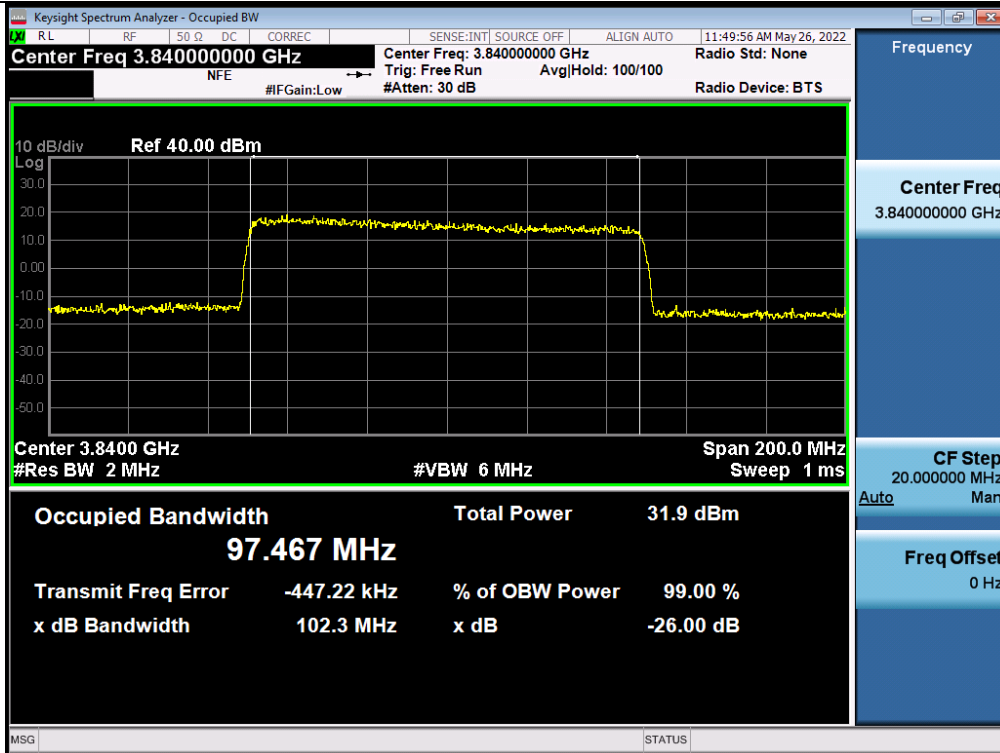 Keysight Spectrum Analyzer - Occupied BW
LXI RL RF 50 Ω DC CORREC SENSE:INT SOURCE OFF ALIGN AUTO 11:49:56 AM May 26, 2022
Center Freq 3.840000000 GHz
NFE
#IFGain:Low
Center Freq: 3.840000000 GHz
Trig: Free Run Avg|Hold: 100/100
#Atten: 30 dB
Radio Std: None
Radio Device: BTS
10 dB/div Ref 40.00 dBm
Log
30.0
20.0
10.0
0.00
-10.0
-20.0
-30.0
-40.0
-50.0
Center 3.8400 GHz Span 200.0 MHz
#Res BW 2 MHz #VBW 6 MHz Sweep 1 ms
Occupied Bandwidth Total Power 31.9 dBm
97.467 MHz
Transmit Freq Error -447.22 kHz % of OBW Power 99.00 %
x dB Bandwidth 102.3 MHz x dB -26.00 dB
MSG STATUS
Frequency
Center Freq
3.840000000 GHz
CF Step
20.000000 MHz
Auto Man
Freq Offset
0 Hz